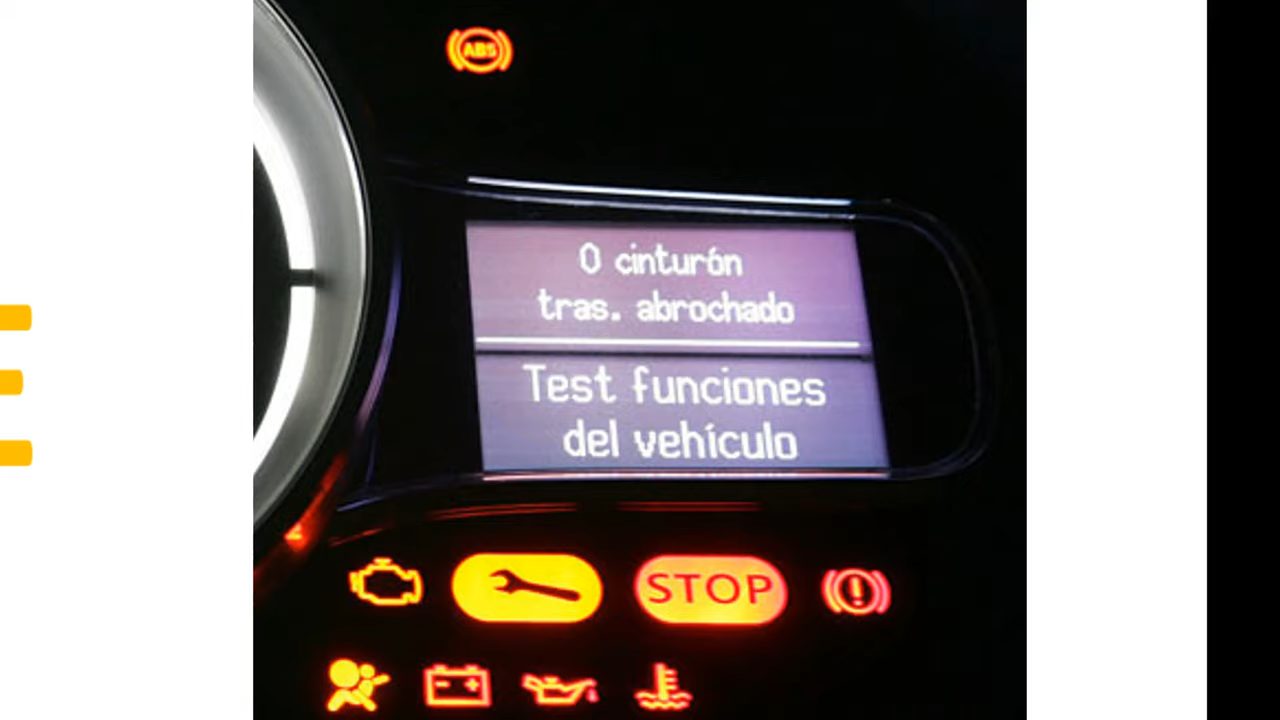 ABS
0 cinturón
tras. abrochado
Test funciones
del vehículo
STOP